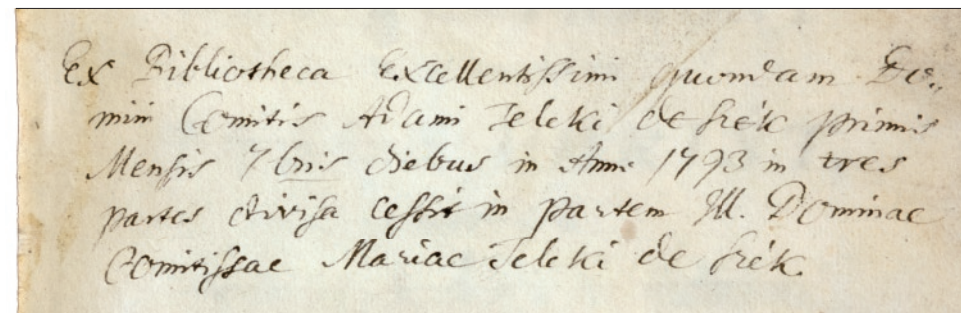 Ex Bibliotheca Excellentissimi quondam Do„
mini Comitis Adami Teleki de Szék primis
Mensis 7bris diebus in Anno 1793 in tres
partes divisa cessit in partem Ill. Dominae
Comitissae Mariae Teleki de Szék.